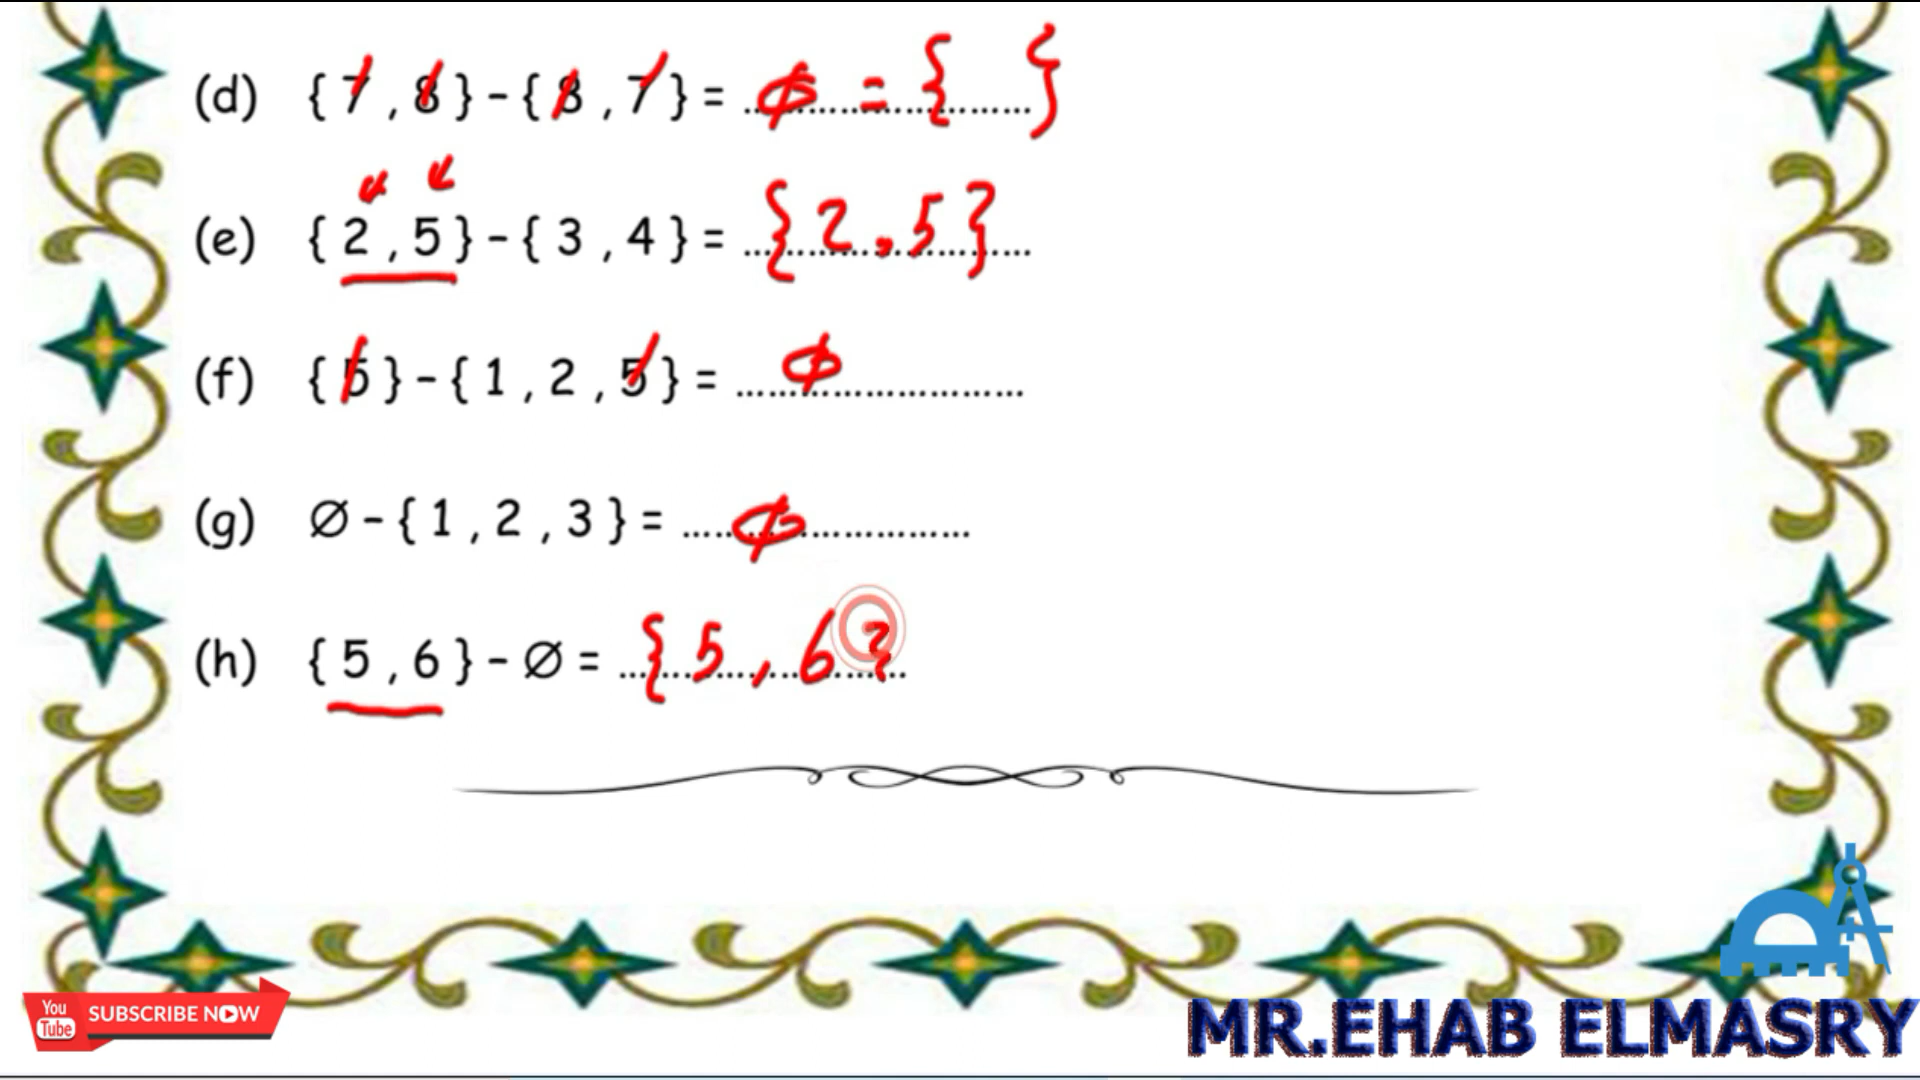 (d) { 7 , 8 } - { 8 , 7 } = ............ ϕ = { }
(e) { 2 , 5 } - { 3 , 4 } = ............ { 2 , 5 }
(f) { 5 } - { 1 , 2 , 5 } = ............ ϕ
(g) ∅ - { 1 , 2 , 3 } = ............ ϕ
(h) { 5 , 6 } - ∅ = ............ { 5 , 6 }
You Tube SUBSCRIBE NOW
MR.EHAB ELMASRY